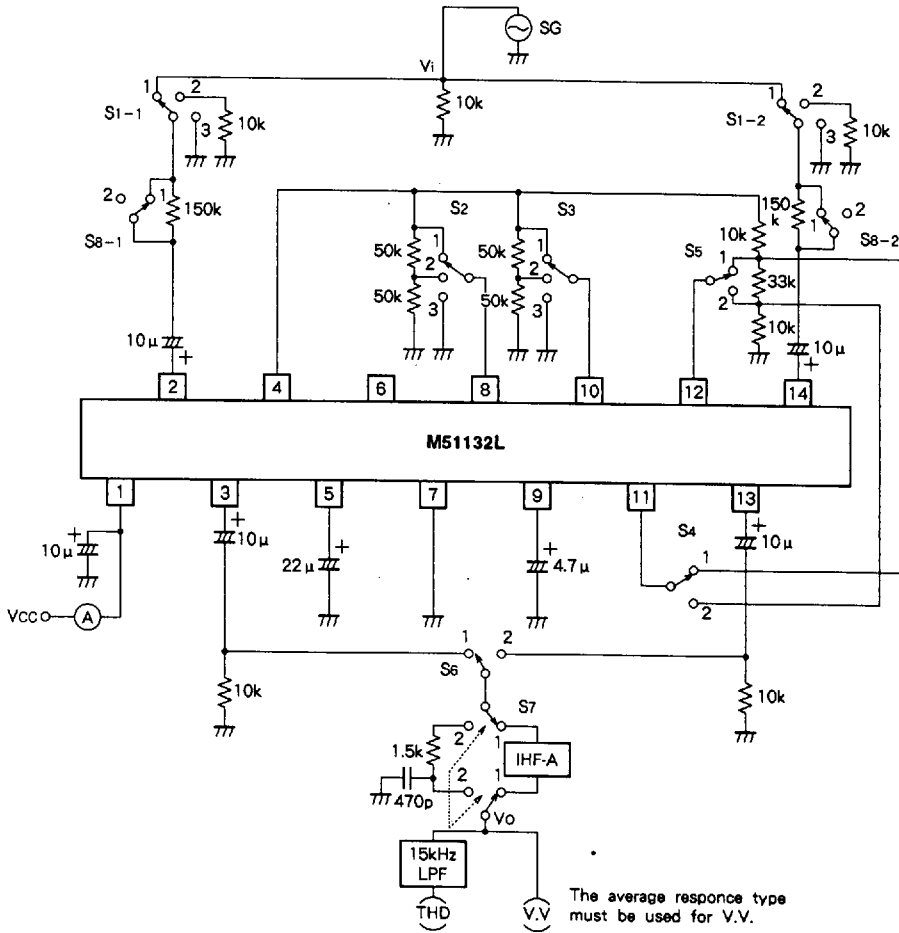 SG
Vi
1 2
1 2
S1-1
3
10k
10k
S1-2
3
10k
2 1
150k
S8-1
S2
S3
150
k
1
2
S8-2
10k
50k
1
2
50k
3
50k
1
2
50k
3
S5
1
2
33k
10k
10μ
+
10μ
+
2
4
6
8
10
12
14
M51132L
1
3
5
7
9
11
13
+
10μ
+
10μ
22μ
+
+
4.7μ
S4
1
2
+
10μ
VCC
A
1
2
S6
10k
10k
S7
2
1
1.5k
IHF-A
2
1
470p
Vo
15kHz
LPF
THD
V.V
The average responce type
must be used for V.V.